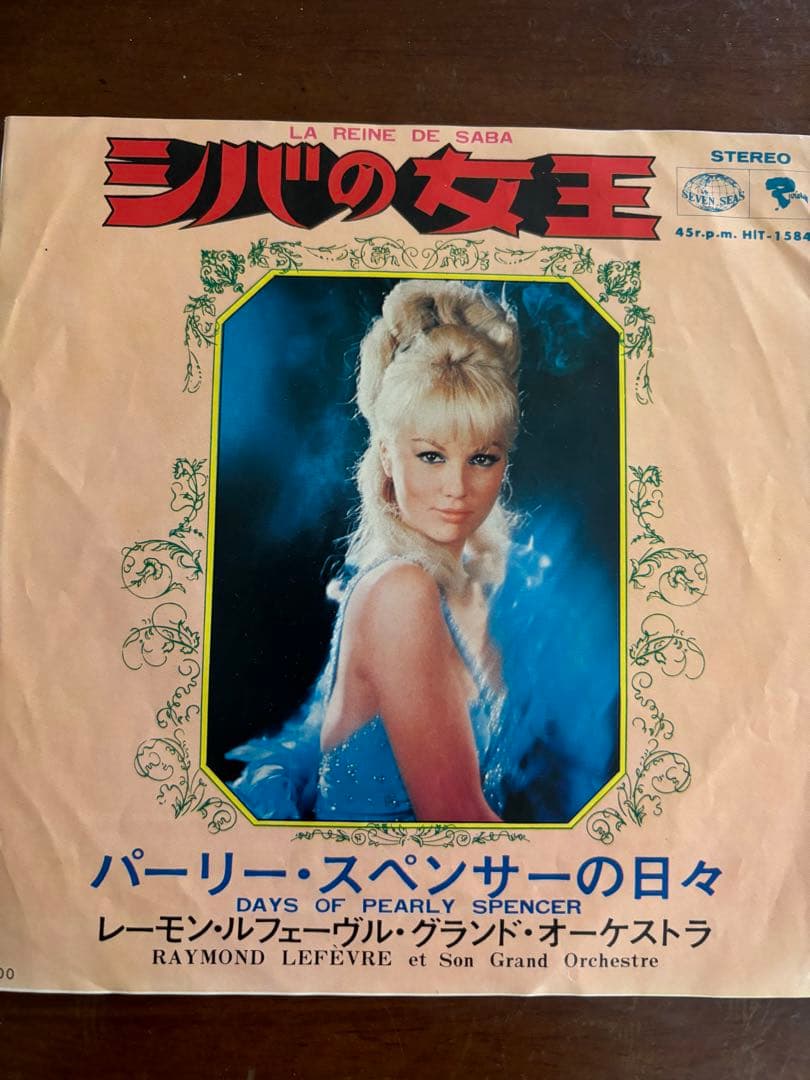 LA REINE DE SABA
シバの女王
STEREO
SEVEN SEAS
45r.p.m. HIT-1584
パーリー・スペンサーの日々
DAYS OF PEARLY SPENCER
レーモン・ルフェーヴル・グランド・オーケストラ
RAYMOND LEFÈVRE et Son Grand Orchestre
00